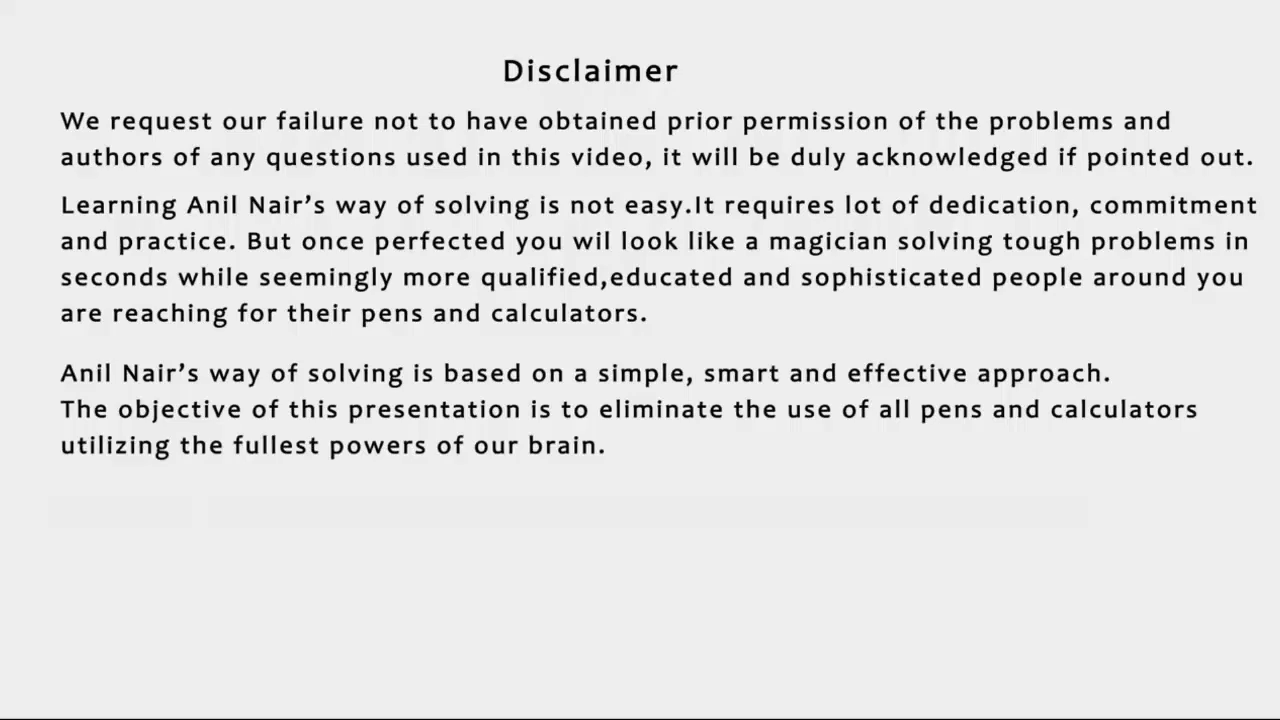 Disclaimer
We request our failure not to have obtained prior permission of the problems and
authors of any questions used in this video, it will be duly acknowledged if pointed out.
Learning Anil Nair’s way of solving is not easy.It requires lot of dedication, commitment
and practice. But once perfected you wil look like a magician solving tough problems in
seconds while seemingly more qualified,educated and sophisticated people around you
are reaching for their pens and calculators.
Anil Nair’s way of solving is based on a simple, smart and effective approach.
The objective of this presentation is to eliminate the use of all pens and calculators
utilizing the fullest powers of our brain.